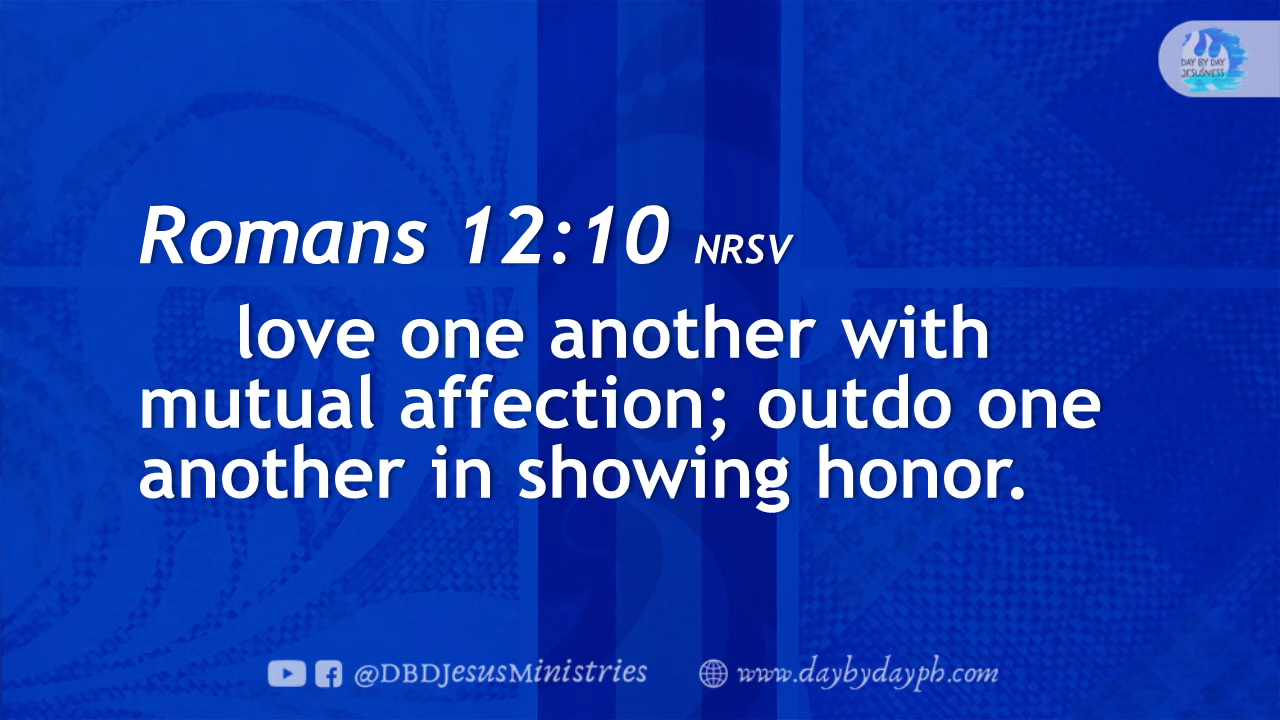 DAY BY DAY
JESUSNESS
Romans 12:10 NRSV
love one another with
mutual affection; outdo one
another in showing honor.
@DBDJesusMinistries www.daybydayph.com